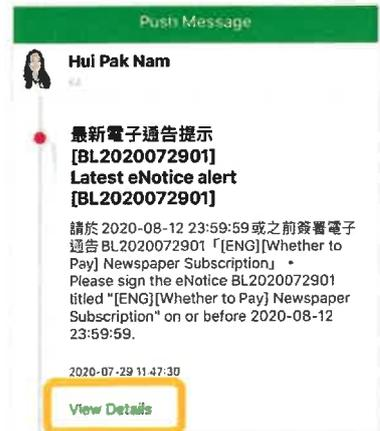 Push Message
Hui Pak Nam
最新電子通告提示
[BL2020072901]
Latest eNotice alert
[BL2020072901]
請於 2020-08-12 23:59:59 或之前簽署電子
通告 BL2020072901「[ENG][Whether to
Pay] Newspaper Subscription」。
Please sign the eNotice BL2020072901
titled "[ENG][Whether to Pay] Newspaper
Subscription" on or before 2020-08-12
23:59:59.
2020-07-29 11:47:30
View Details